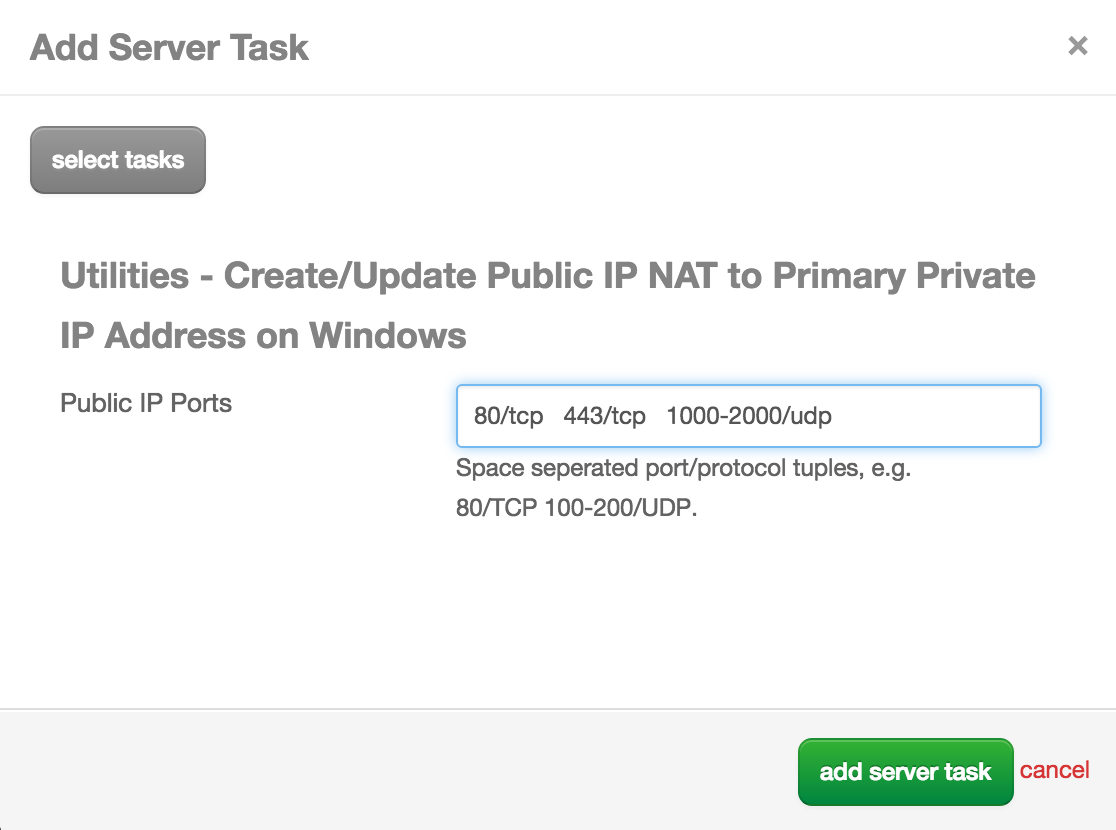 Add Server Task
×
select tasks
Utilities - Create/Update Public IP NAT to Primary Private
IP Address on Windows
Public IP Ports
80/tcp   443/tcp   1000-2000/udp
Space seperated port/protocol tuples, e.g.
80/TCP 100-200/UDP.
add server task
cancel